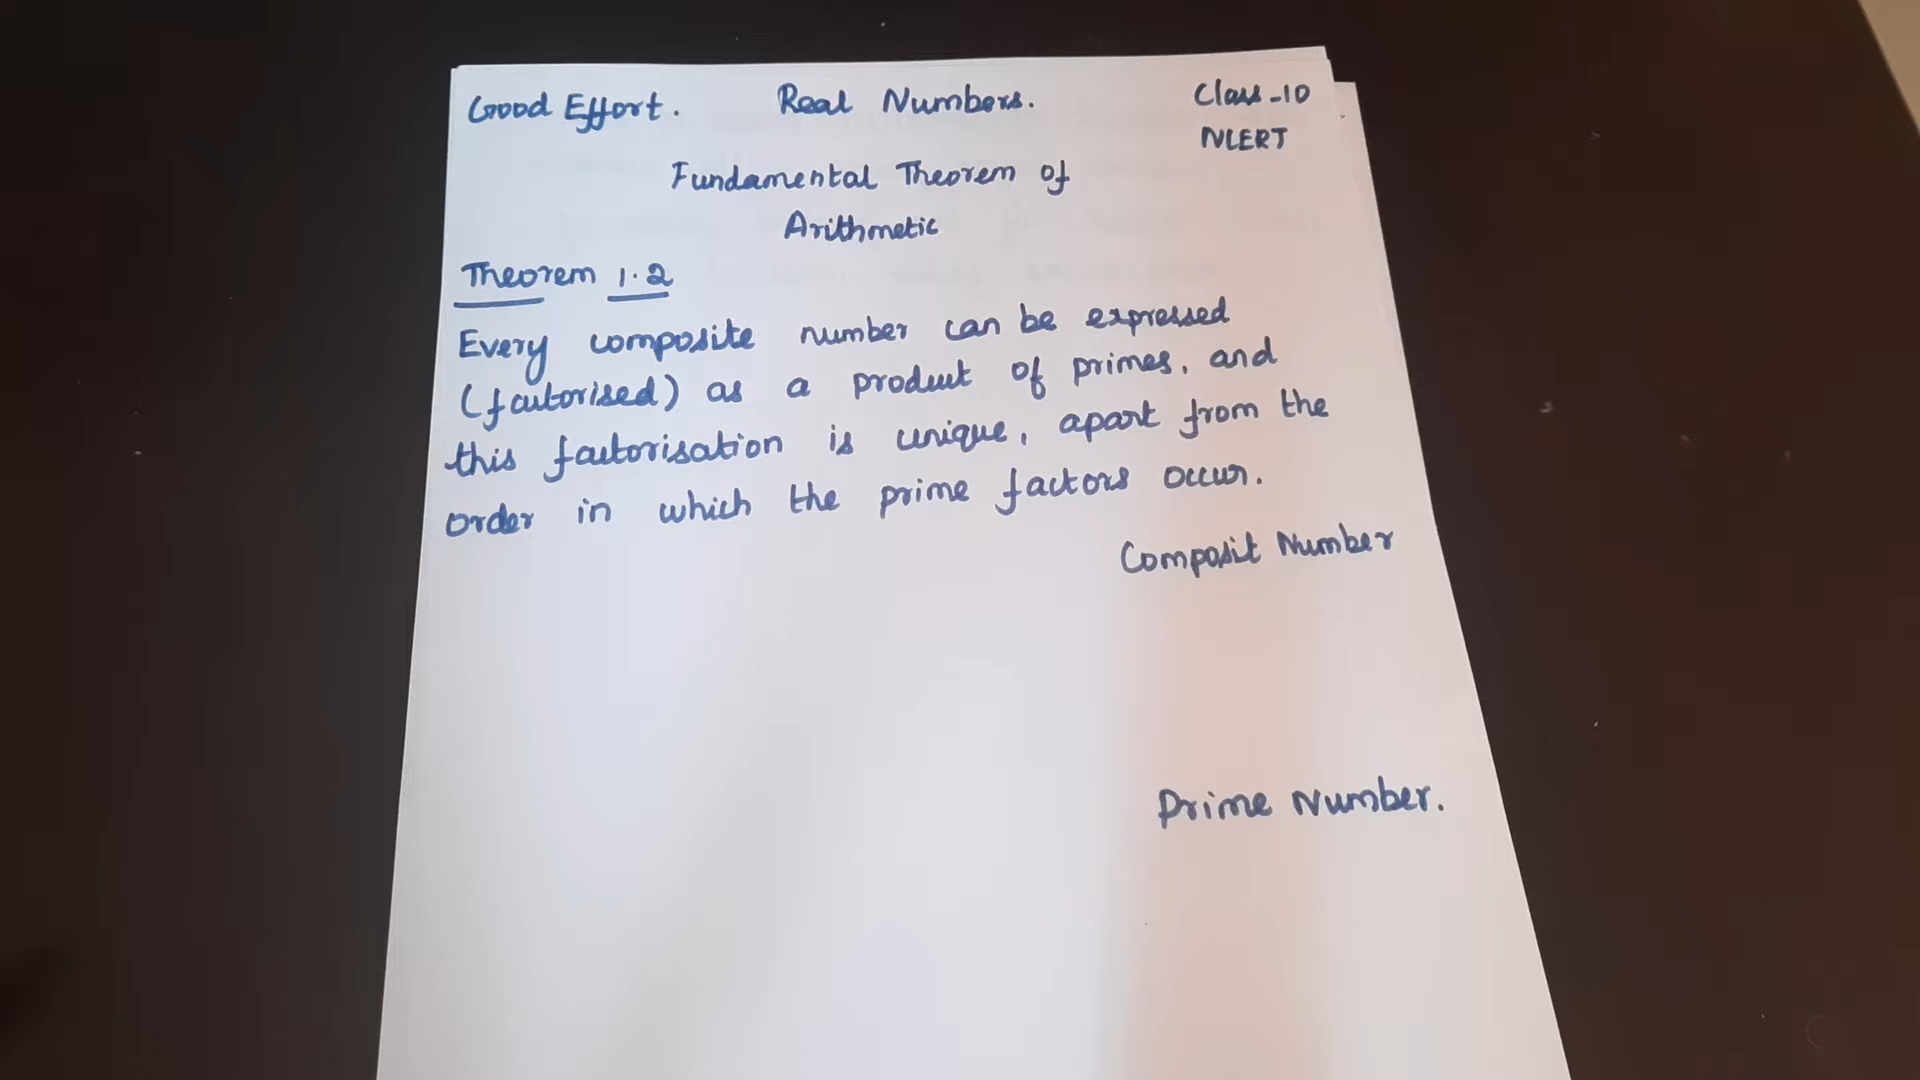 Good Effort. Real Numbers. Class-10
NCERT
Fundamental Theorem of
Arithmetic
Theorem 1.2
Every composite number can be expressed
(factorised) as a product of primes, and
this factorisation is unique, apart from the
order in which the prime factors occur.
Composit Number
Prime Number.